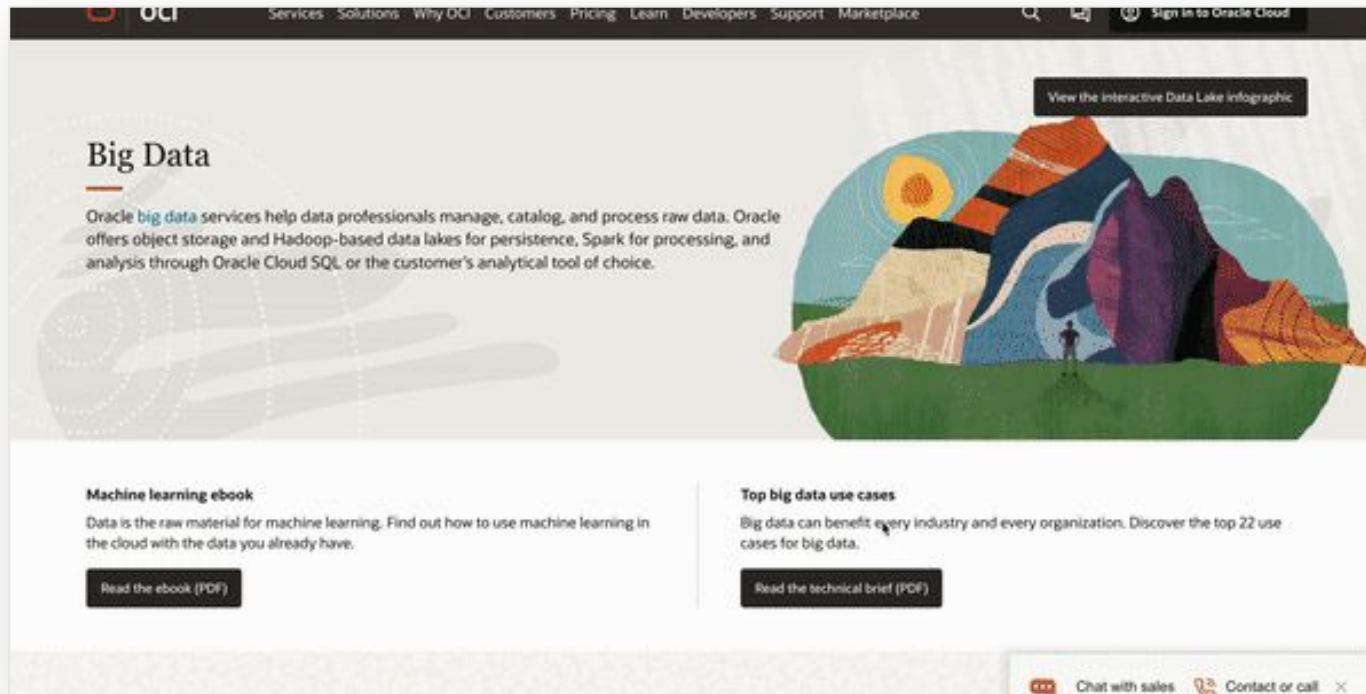 OCI Services Solutions Why OCI Customers Pricing Learn Developers Support Marketplace Sign in to Oracle Cloud
View the interactive Data Lake infographic
Big Data
Oracle big data services help data professionals manage, catalog, and process raw data. Oracle
offers object storage and Hadoop-based data lakes for persistence, Spark for processing, and
analysis through Oracle Cloud SQL or the customer's analytical tool of choice.
Machine learning ebook
Data is the raw material for machine learning. Find out how to use machine learning in
the cloud with the data you already have.
Read the ebook (PDF)
Top big data use cases
Big data can benefit every industry and every organization. Discover the top 22 use
cases for big data.
Read the technical brief (PDF)
Chat with sales Contact or call